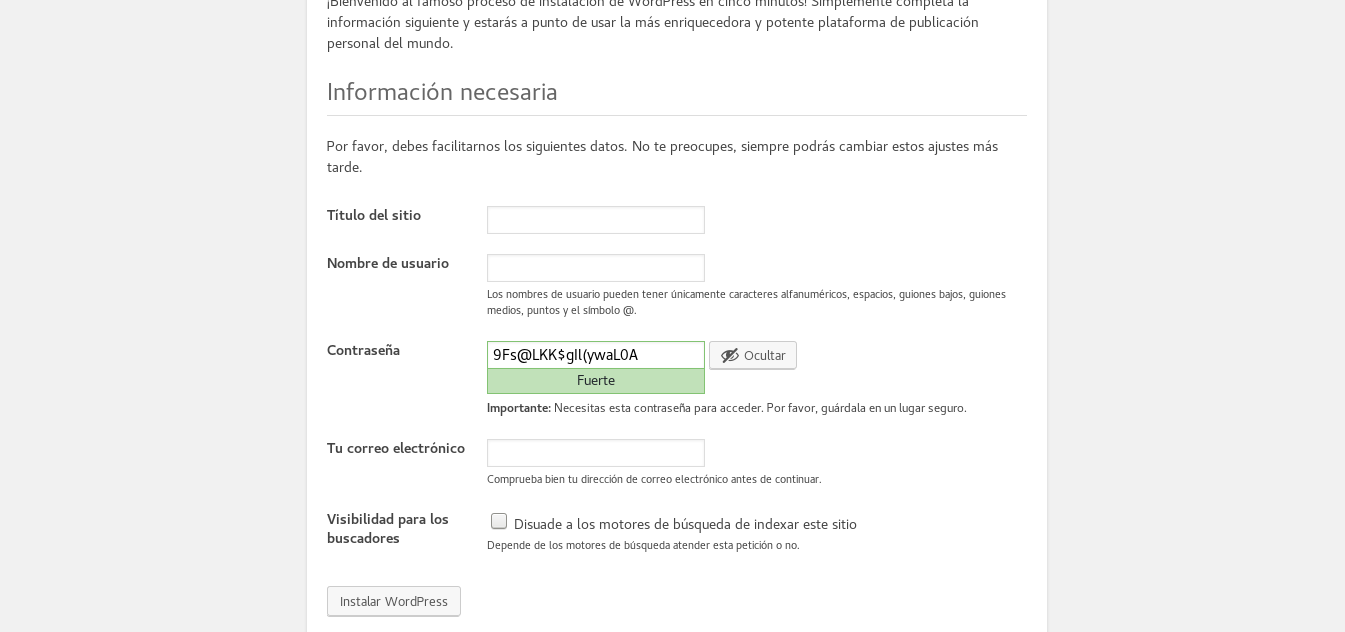 ¡Bienvenido al famoso proceso de instalación de WordPress en cinco minutos! Simplemente completa la
información siguiente y estarás a punto de usar la más enriquecedora y potente plataforma de publicación
personal del mundo.
Información necesaria
Por favor, debes facilitarnos los siguientes datos. No te preocupes, siempre podrás cambiar estos ajustes más
tarde.
Título del sitio
Nombre de usuario
Los nombres de usuario pueden tener únicamente caracteres alfanuméricos, espacios, guiones bajos, guiones
medios, puntos y el símbolo @.
Contraseña
9Fs@LKK$gIl(ywaL0A
Ocultar
Fuerte
Importante: Necesitas esta contraseña para acceder. Por favor, guárdala en un lugar seguro.
Tu correo electrónico
Comprueba bien tu dirección de correo electrónico antes de continuar.
Visibilidad para los
buscadores
Disuade a los motores de búsqueda de indexar este sitio
Depende de los motores de búsqueda atender esta petición o no.
Instalar WordPress